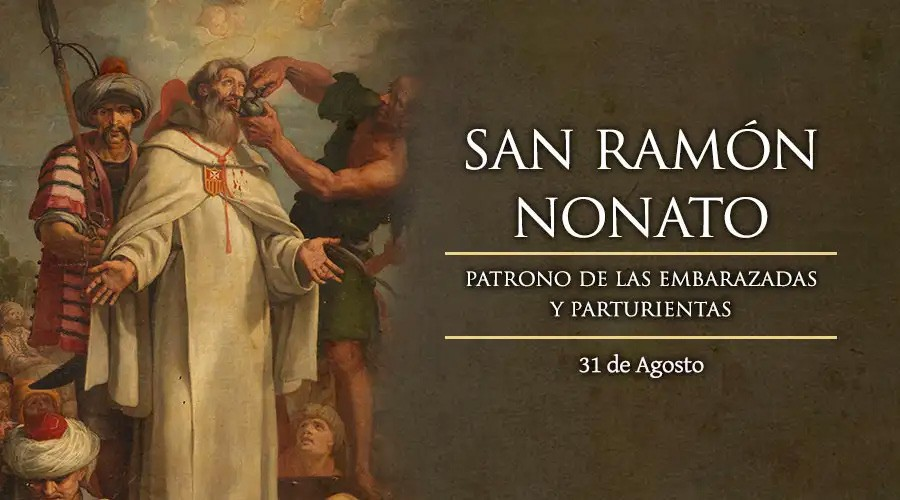 SAN RAMÓN
NONATO
PATRONO DE LAS EMBARAZADAS
Y PARTURIENTAS
31 de Agosto